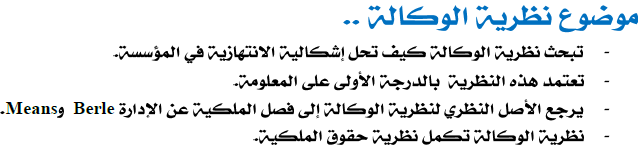 موضوع نظرية الوكالة ..
- تبحث نظرية الوكالة كيف تحل إشكالية الانتهازية في المؤسسة.
- تعتمد هذه النظرية بالدرجة الأولى على المعلومة.
- يرجع الأصل النظري لنظرية الوكالة إلى فصل الملكية عن الإدارة Berle وMeans.
- نظرية الوكالة تكمل نظرية حقوق الملكية.